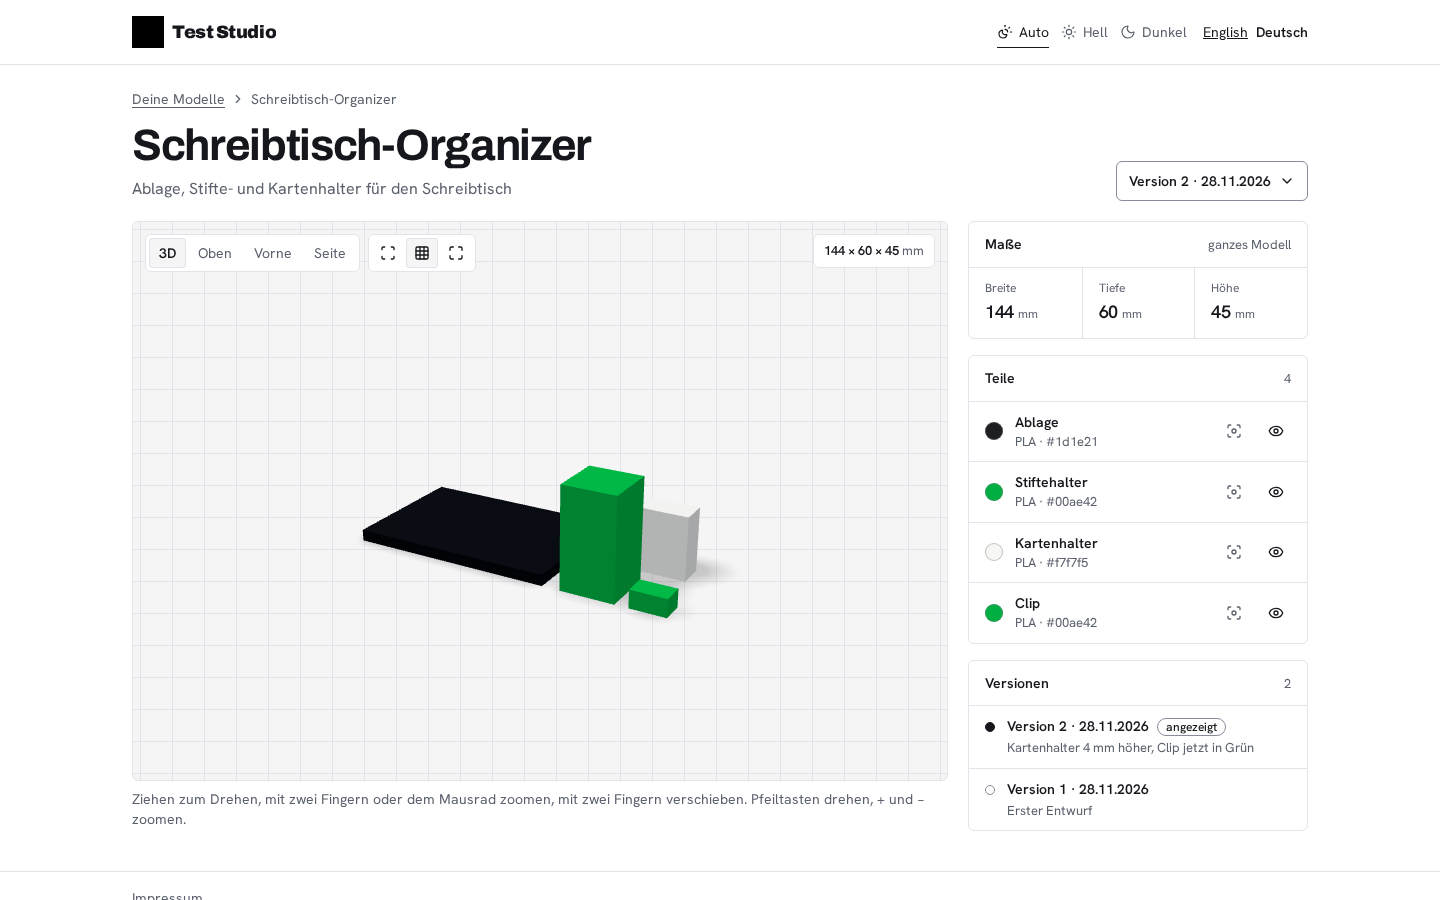 Test Studio
Auto
Hell
Dunkel
English
Deutsch
Deine Modelle
Schreibtisch-Organizer
Schreibtisch-Organizer
Ablage, Stifte- und Kartenhalter für den Schreibtisch
Version 2 · 28.11.2026
3D
Oben
Vorne
Seite
144 × 60 × 45 mm
Maße
ganzes Modell
Breite
144 mm
Tiefe
60 mm
Höhe
45 mm
Teile
4
Ablage
PLA · #1d1e21
Stiftehalter
PLA · #00ae42
Kartenhalter
PLA · #f7f7f5
Clip
PLA · #00ae42
Versionen
2
Version 2 · 28.11.2026 angezeigt
Kartenhalter 4 mm höher, Clip jetzt in Grün
Version 1 · 28.11.2026
Erster Entwurf
Ziehen zum Drehen, mit zwei Fingern oder dem Mausrad zoomen, mit zwei Fingern verschieben. Pfeiltasten drehen, + und −
zoomen.
Impressum